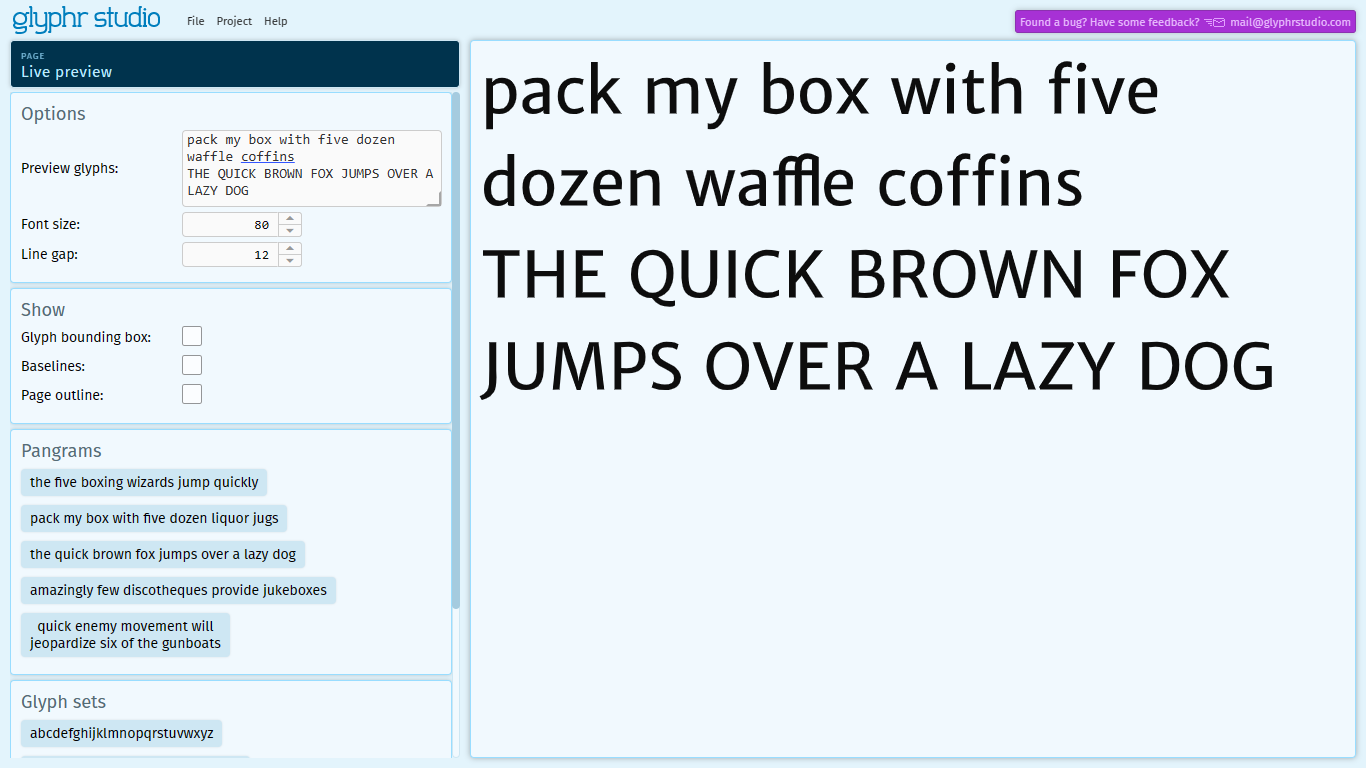 glyphr studio
File Project Help
Found a bug? Have some feedback? mail@glyphrstudio.com
PAGE
Live preview
Options
Preview glyphs:
pack my box with five dozen
waffle coffins
THE QUICK BROWN FOX JUMPS OVER A
LAZY DOG
Font size:
80
Line gap:
12
Show
Glyph bounding box:
Baselines:
Page outline:
Pangrams
the five boxing wizards jump quickly
pack my box with five dozen liquor jugs
the quick brown fox jumps over a lazy dog
amazingly few discotheques provide jukeboxes
quick enemy movement will
jeopardize six of the gunboats
Glyph sets
abcdefghijklmnopqrstuvwxyz
pack my box with five
dozen waffle coffins
THE QUICK BROWN FOX
JUMPS OVER A LAZY DOG